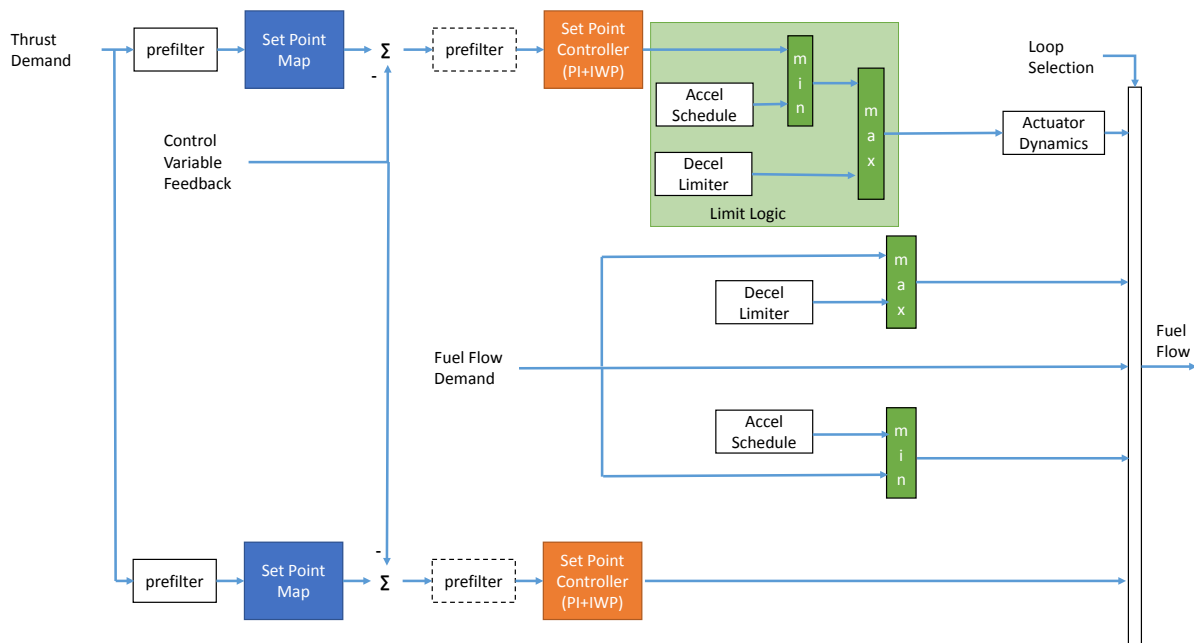 Thrust
Demand
prefilter
Set Point
Map
Σ
-
prefilter
Set Point
Controller
(PI+IWP)
Accel
Schedule
m
i
n
Decel
Limiter
m
a
x
Limit Logic
Actuator
Dynamics
Loop
Selection
Control
Variable
Feedback
Decel
Limiter
m
a
x
Fuel Flow
Demand
Fuel
Flow
Accel
Schedule
m
i
n
prefilter
Set Point
Map
-
Σ
prefilter
Set Point
Controller
(PI+IWP)